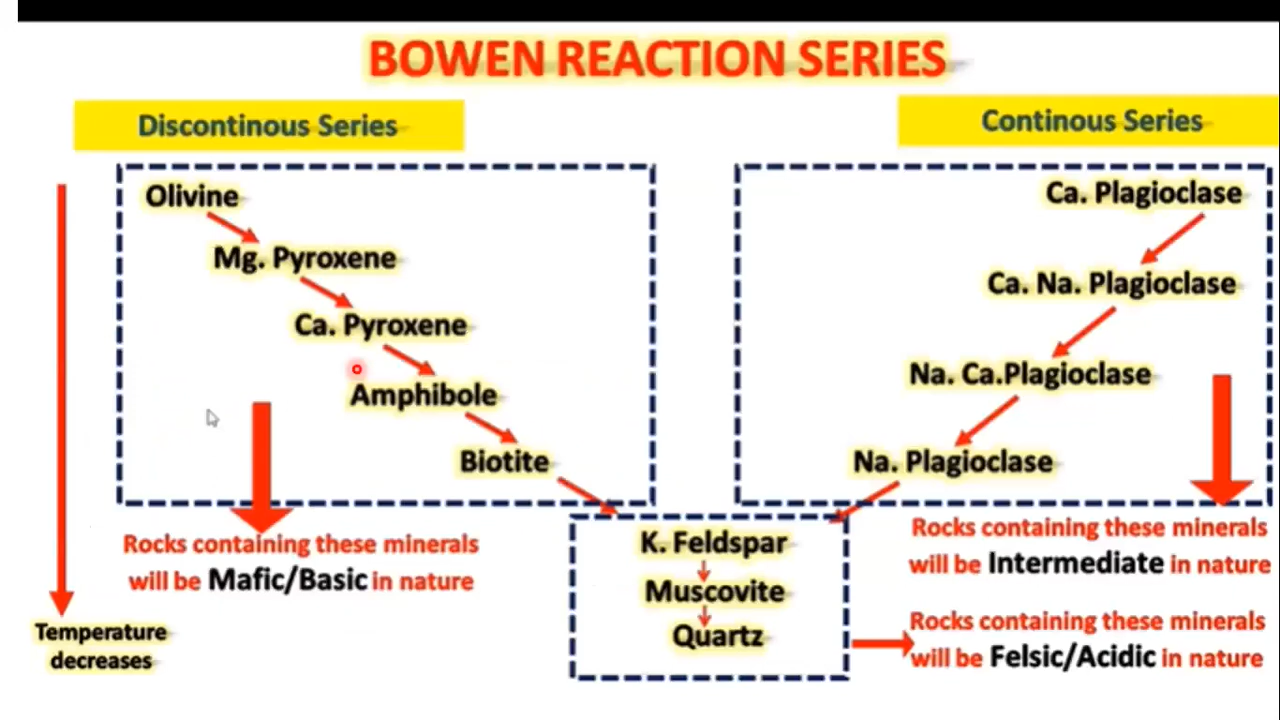 BOWEN REACTION SERIES
Discontinous Series
Continous Series
Olivine
Mg. Pyroxene
Ca. Pyroxene
Amphibole
Biotite
Ca. Plagioclase
Ca. Na. Plagioclase
Na. Ca.Plagioclase
Na. Plagioclase
K. Feldspar
Muscovite
Quartz
Rocks containing these minerals
will be Mafic/Basic in nature
Rocks containing these minerals
will be Intermediate in nature
Rocks containing these minerals
will be Felsic/Acidic in nature
Temperature
decreases